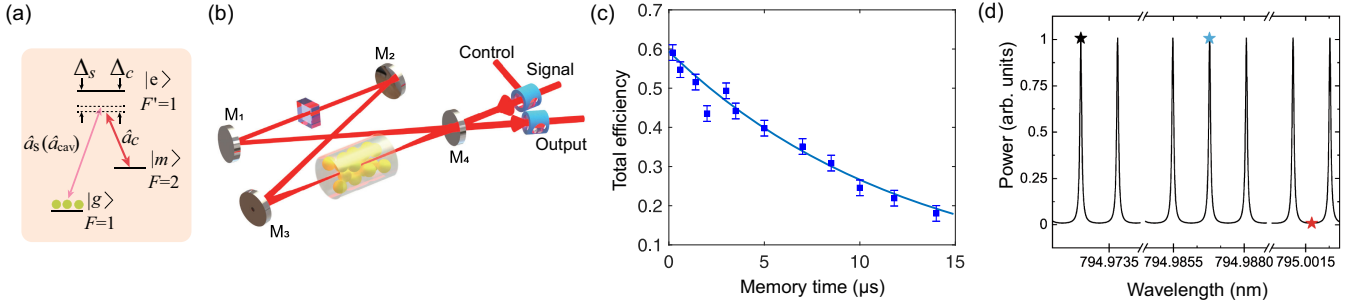 (a)
Δs Δc |e>
F'=1
âs(âcav) âc
|m>
F=2
|g>
F=1
(b)
M₂
Control
Signal
M₁
M₄
Output
M₃
(c)
Total efficiency
0.7
0.6
0.5
0.4
0.3
0.2
0.1
0 5 10 15
Memory time (μs)
(d)
Power (arb. units)
1
0.75
0.5
0.25
0
794.9735 794.9855 794.9880 795.0015
Wavelength (nm)